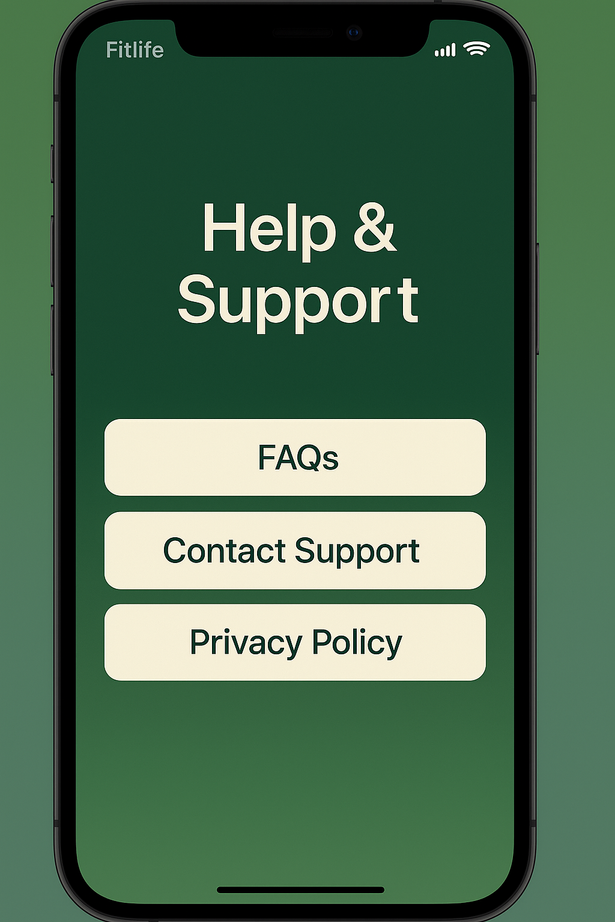 Fitlife
Help &
Support
FAQs
Contact Support
Privacy Policy